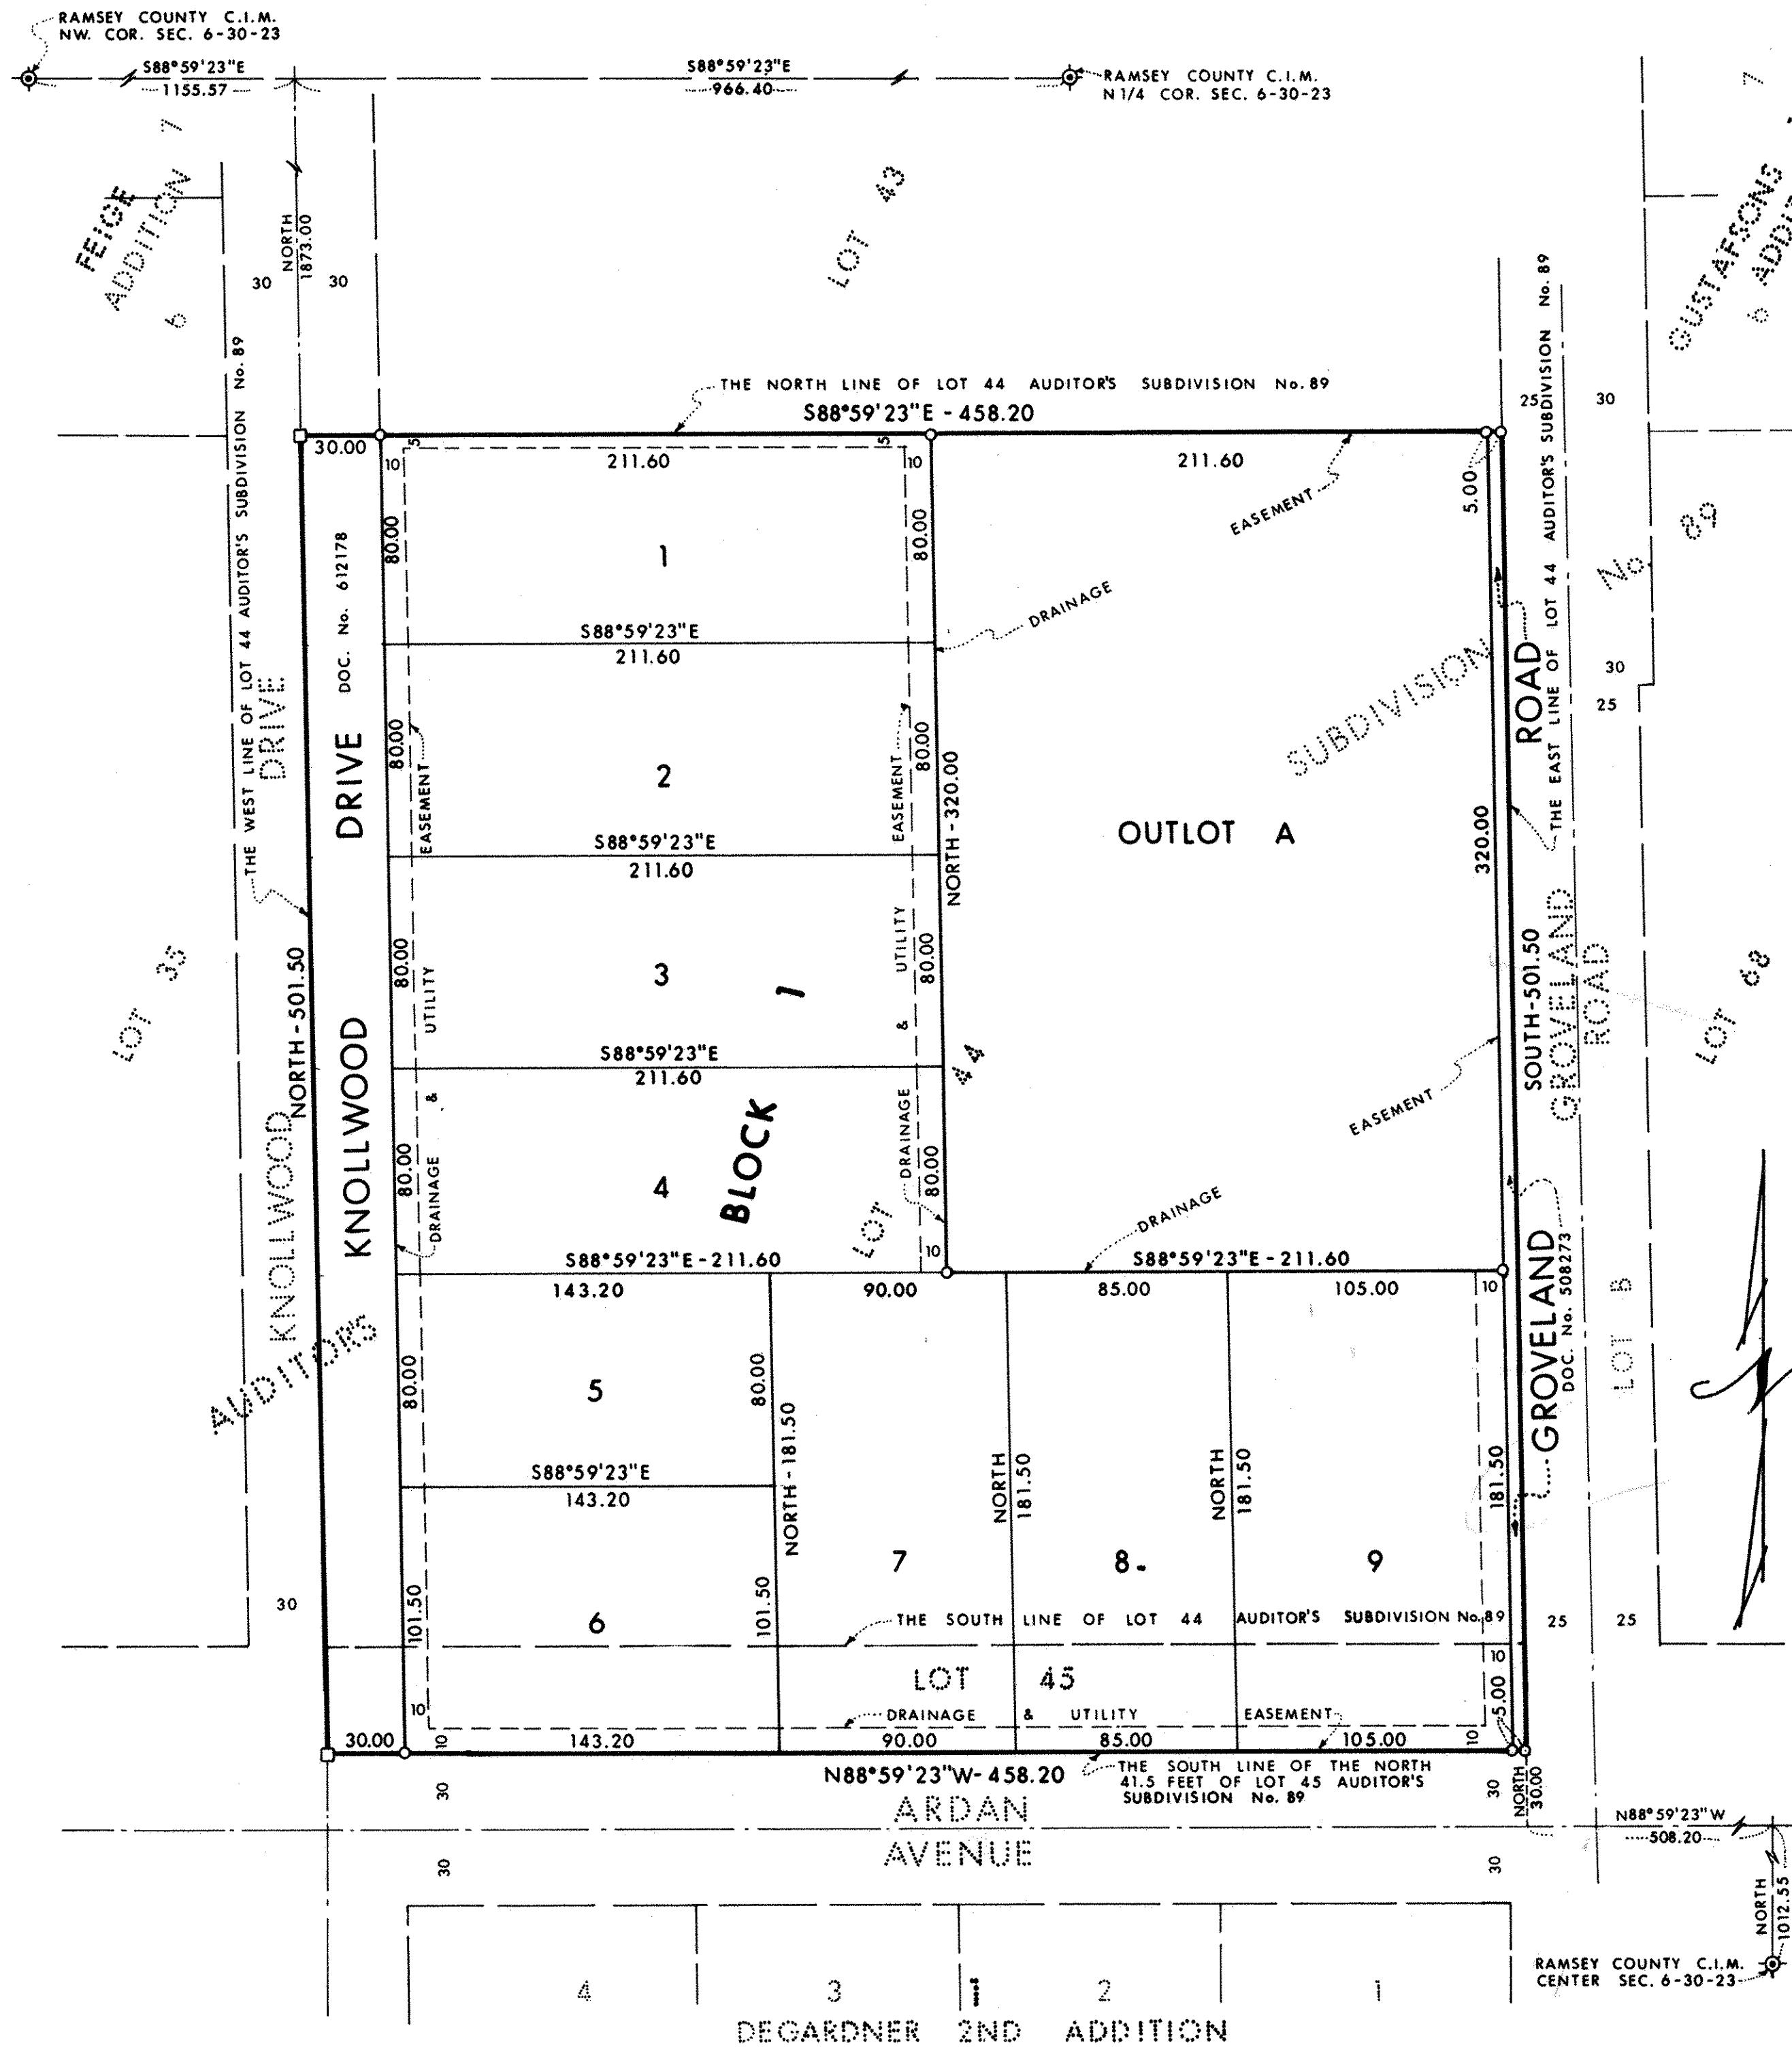 RAMSEY COUNTY C.I.M.
NW. COR. SEC. 6-30-23
S88°59'23"E
1155.57
S88°59'23"E
966.40
RAMSEY COUNTY C.I.M.
N1/4 COR. SEC. 6-30-23
7
FEIGE
ADDITION
6
30
NORTH
1873.00
30
LOT 43
7
GUSTAFSONS
6
THE WEST LINE OF LOT 44 AUDITOR'S SUBDIVISION No. 89
THE NORTH LINE OF LOT 44 AUDITOR'S SUBDIVISION No. 89
S88°59'23"E - 458.20
25
30
THE EAST LINE OF LOT 44 AUDITOR'S SUBDIVISION No. 89
30.00
10
5
211.60
5
10
211.60
5.00
EASEMENT
80.00
1
80.00
DOC. No. 612178
DRAINAGE
No. 89
S88°59'23"E
211.60
SUBDIVISION
ROAD
30
25
DRIVE
DRIVE
80.00
EASEMENT
2
EASEMENT
80.00
NORTH - 320.00
OUTLOT A
320.00
S88°59'23"E
211.60
LOT 35
NORTH - 501.50
80.00
UTILITY
3
1
UTILITY
80.00
SOUTH - 501.50
GROVELAND
ROAD
LOT 68
KNOLLWOOD
KNOLLWOOD
S88°59'23"E
211.60
&
&
44
EASEMENT
80.00
DRAINAGE
4
BLOCK
LOT
DRAINAGE
80.00
10
DRAINAGE
S88°59'23"E - 211.60
S88°59'23"E - 211.60
143.20
90.00
85.00
105.00
10
GROVELAND
DOC. No. 508273
LOT B
AUDITORS
80.00
5
80.00
NORTH - 181.50
NORTH
181.50
NORTH
181.50
181.50
S88°59'23"E
143.20
30
101.50
6
101.50
7
8
9
THE SOUTH LINE OF LOT 44 AUDITOR'S SUBDIVISION No. 89
25
25
LOT 45
10
5.00
10
DRAINAGE & UTILITY EASEMENT
30.00
10
143.20
90.00
85.00
105.00
10
N88°59'23"W - 458.20
THE SOUTH LINE OF THE NORTH
41.5 FEET OF LOT 45 AUDITOR'S
SUBDIVISION No. 89
30
30
NORTH
30.00
ARDAN
AVENUE
N88°59'23"W
508.20
30
30
NORTH
1012.55
RAMSEY COUNTY C.I.M.
CENTER SEC. 6-30-23
4
3
2
1
DEGARDNER 2ND ADDITION